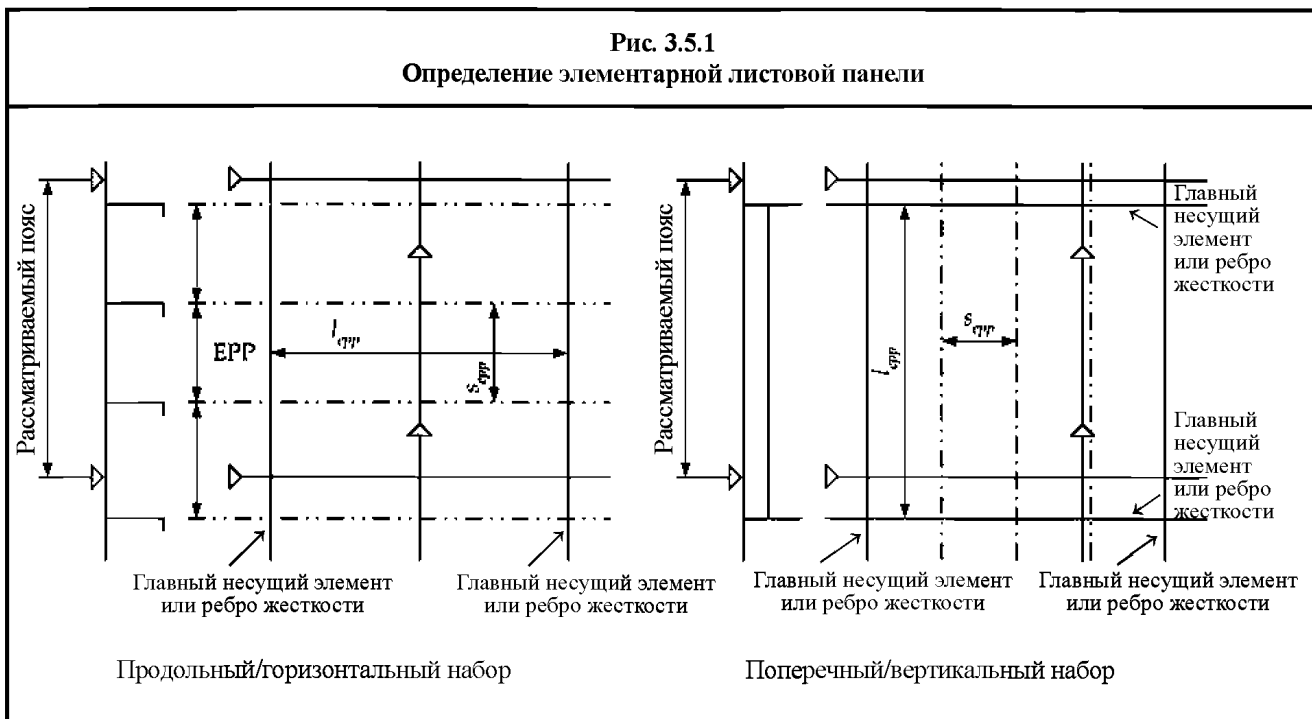 Рис. 3.5.1
Определение элементарной листовой панели
Рассматриваемый пояс
EPP
l_epp
s_epp
Главный несущий элемент
или ребро жесткости
Главный несущий элемент
или ребро жесткости
Продольный/горизонтальный набор
Рассматриваемый пояс
l_epp
s_epp
Главный
несущий
элемент
или ребро
жесткости
Главный
несущий
элемент
или ребро
жесткости
Главный несущий элемент
или ребро жесткости
Главный несущий элемент
или ребро жесткости
Поперечный/вертикальный набор